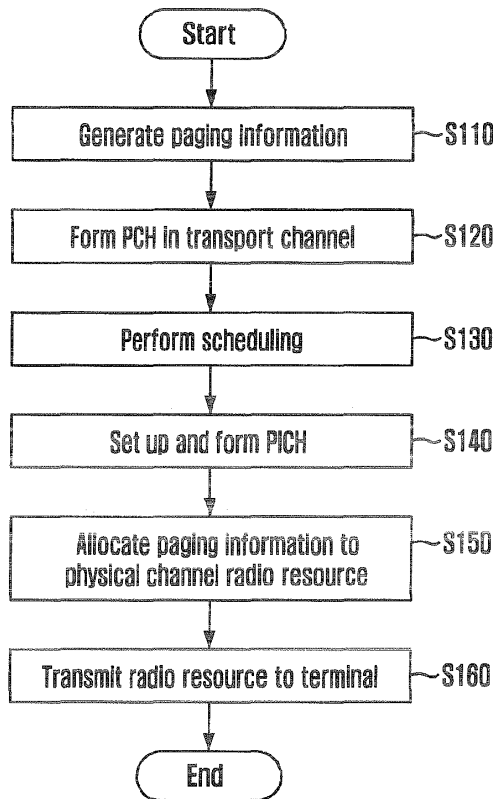 Start
Generate paging information
S110
Form PCH in transport channel
S120
Perform scheduling
S130
Set up and form PICH
S140
Allocate paging information to
physical channel radio resource
S150
Transmit radio resource to terminal
S160
End